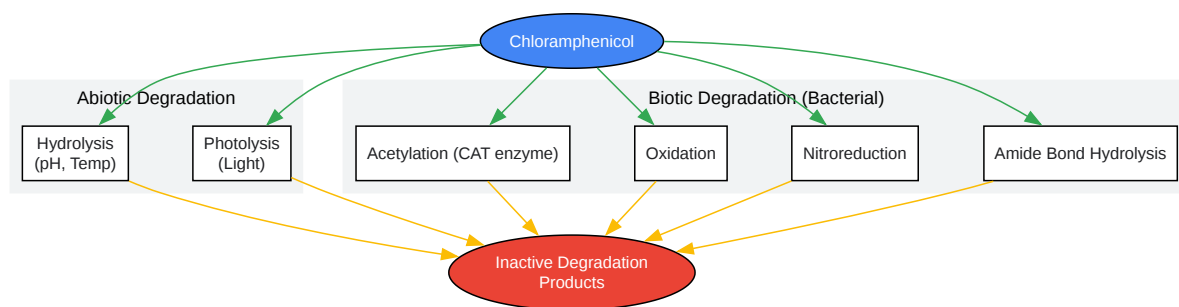 Chloramphenicol
Abiotic Degradation
Biotic Degradation (Bacterial)
Hydrolysis
(pH, Temp)
Photolysis
(Light)
Acetylation (CAT enzyme)
Oxidation
Nitroreduction
Amide Bond Hydrolysis
Inactive Degradation
Products